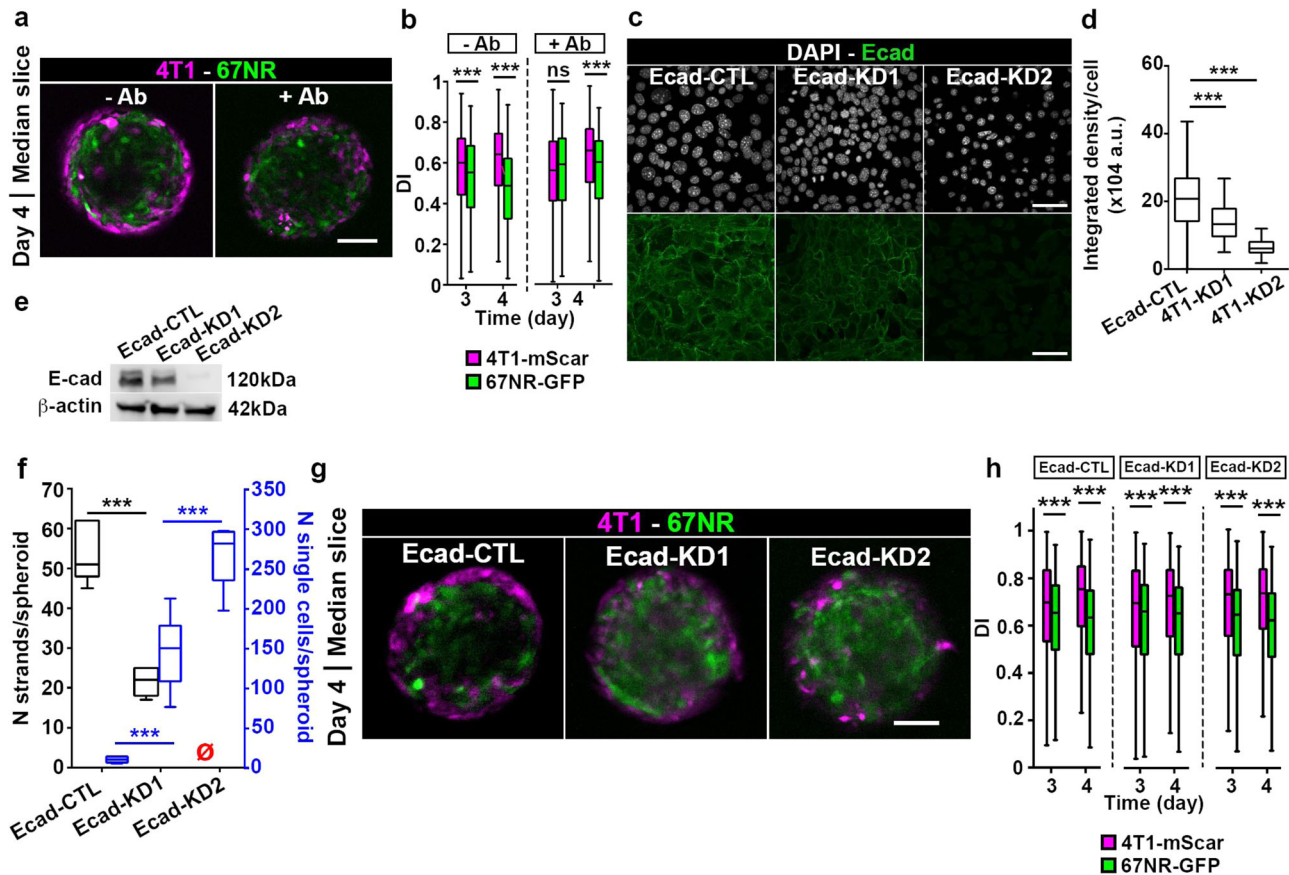 a
4T1 - 67NR
- Ab
+ Ab
Day 4 | Median slice
b
- Ab
+ Ab
*** *** ns ***
DI
1
0.8
0.6
0.4
0.2
0
3 4 3 4
Time (day)
4T1-mScar
67NR-GFP
c
DAPI - Ecad
Ecad-CTL Ecad-KD1 Ecad-KD2
d
Integrated density/cell
(x104 a.u.)
60
40
20
0
***
***
Ecad-CTL
4T1-KD1
4T1-KD2
e
Ecad-CTL
Ecad-KD1
Ecad-KD2
E-cad 120kDa
β-actin 42kDa
f
N strands/spheroid
70
60
50
40
30
20
10
0
***
***
***
Ø
350
300
250
200
150
100
50
0
N single cells/spheroid
Ecad-CTL
Ecad-KD1
Ecad-KD2
g
4T1 - 67NR
Ecad-CTL Ecad-KD1 Ecad-KD2
Day 4 | Median slice
h
Ecad-CTL Ecad-KD1 Ecad-KD2
*** *** *** *** *** ***
DI
1
0.8
0.6
0.4
0.2
0
3 4 3 4 3 4
Time (day)
4T1-mScar
67NR-GFP